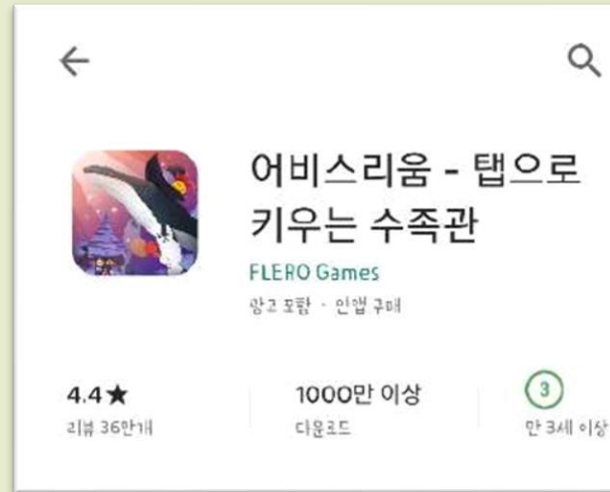 어비스리움 - 탭으로
키우는 수족관
FLERO Games
광고 포함 · 인앱 구매
4.4★
리뷰 36만개
1000만 이상
다운로드
3
만 3세 이상